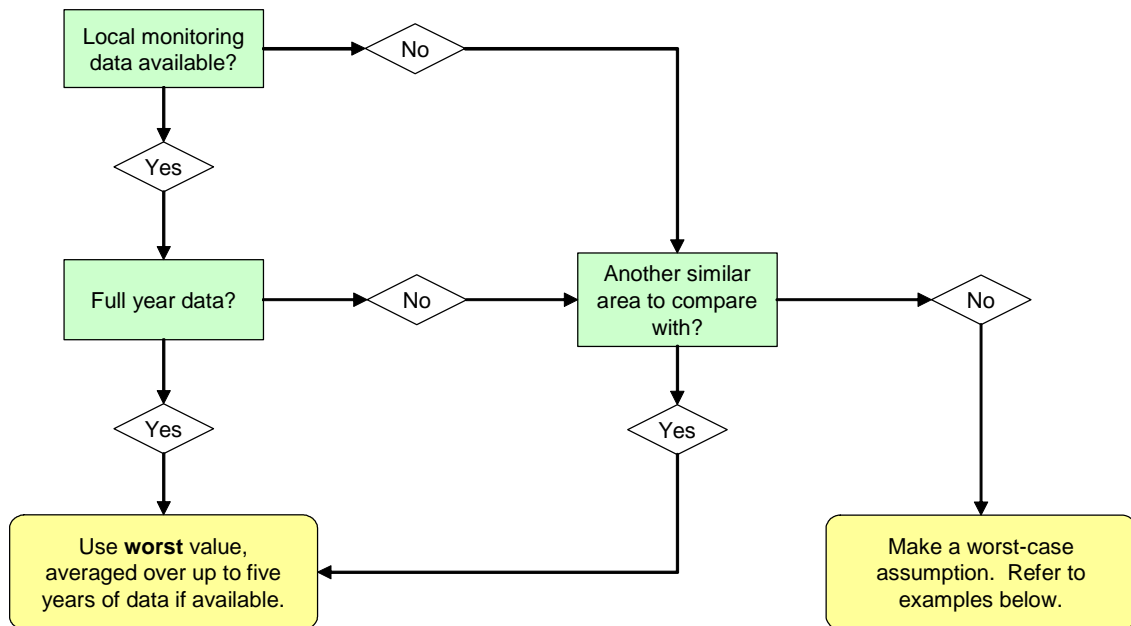 Local monitoring
data available?
No
Yes
Full year data?
No
Another similar
area to compare
with?
No
Yes
Yes
Use worst value,
averaged over up to five
years of data if available.
Make a worst-case
assumption.  Refer to
examples below.